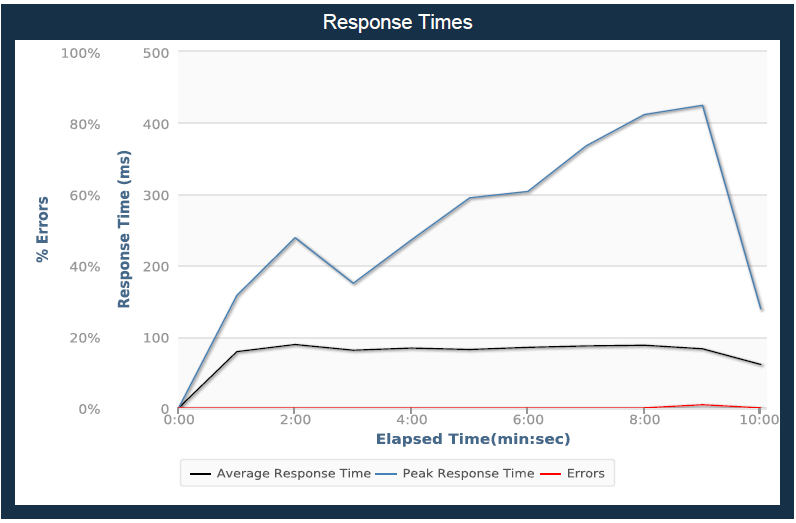 Response Times
100%
80%
60%
40%
20%
0%
% Errors
500
400
300
200
100
0
Response Time (ms)
0:00 2:00 4:00 6:00 8:00 10:00
Elapsed Time(min:sec)
Average Response Time Peak Response Time Errors